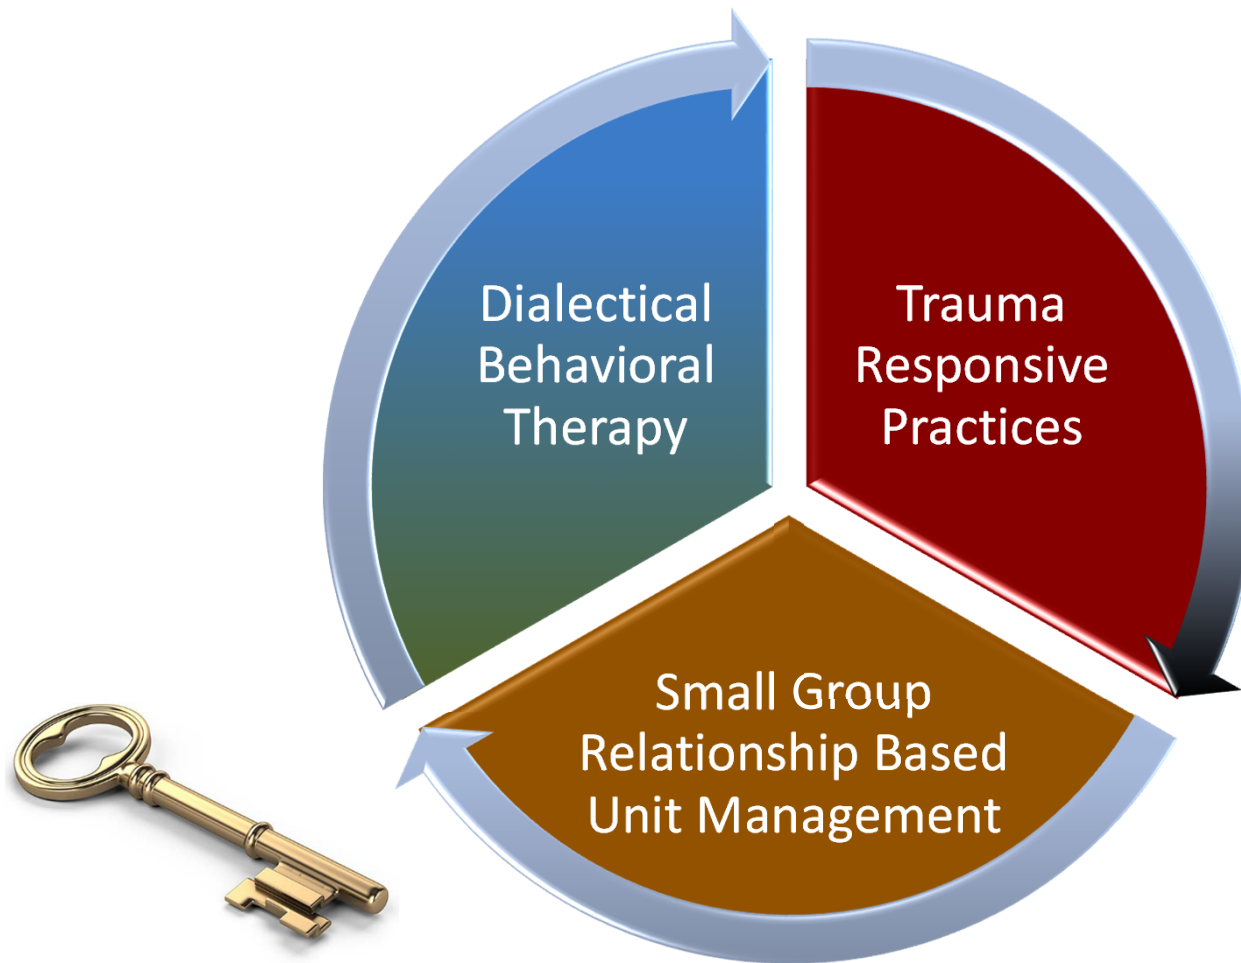 Dialectical
Behavioral
Therapy
Trauma
Responsive
Practices
Small Group
Relationship Based
Unit Management